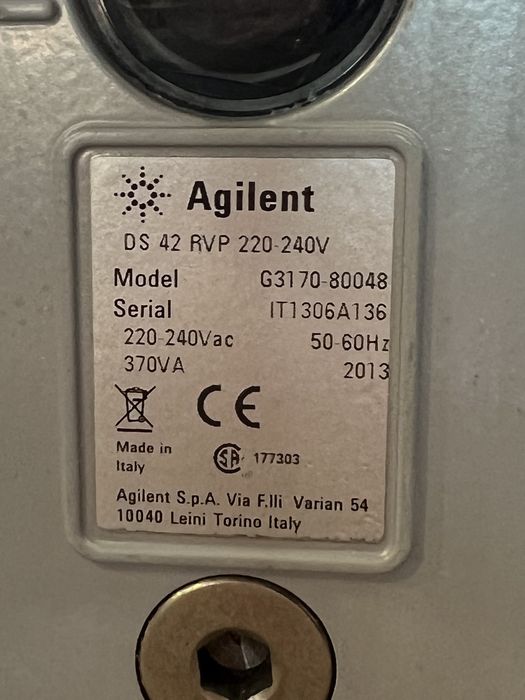 Agilent
DS 42 RVP 220-240V
Model G3170-80048
Serial IT1306A136
220-240Vac 50-60Hz
370VA 2013
CE
Made in
Italy
SA 177303
Agilent S.p.A. Via F.lli Varian 54
10040 Leini Torino Italy